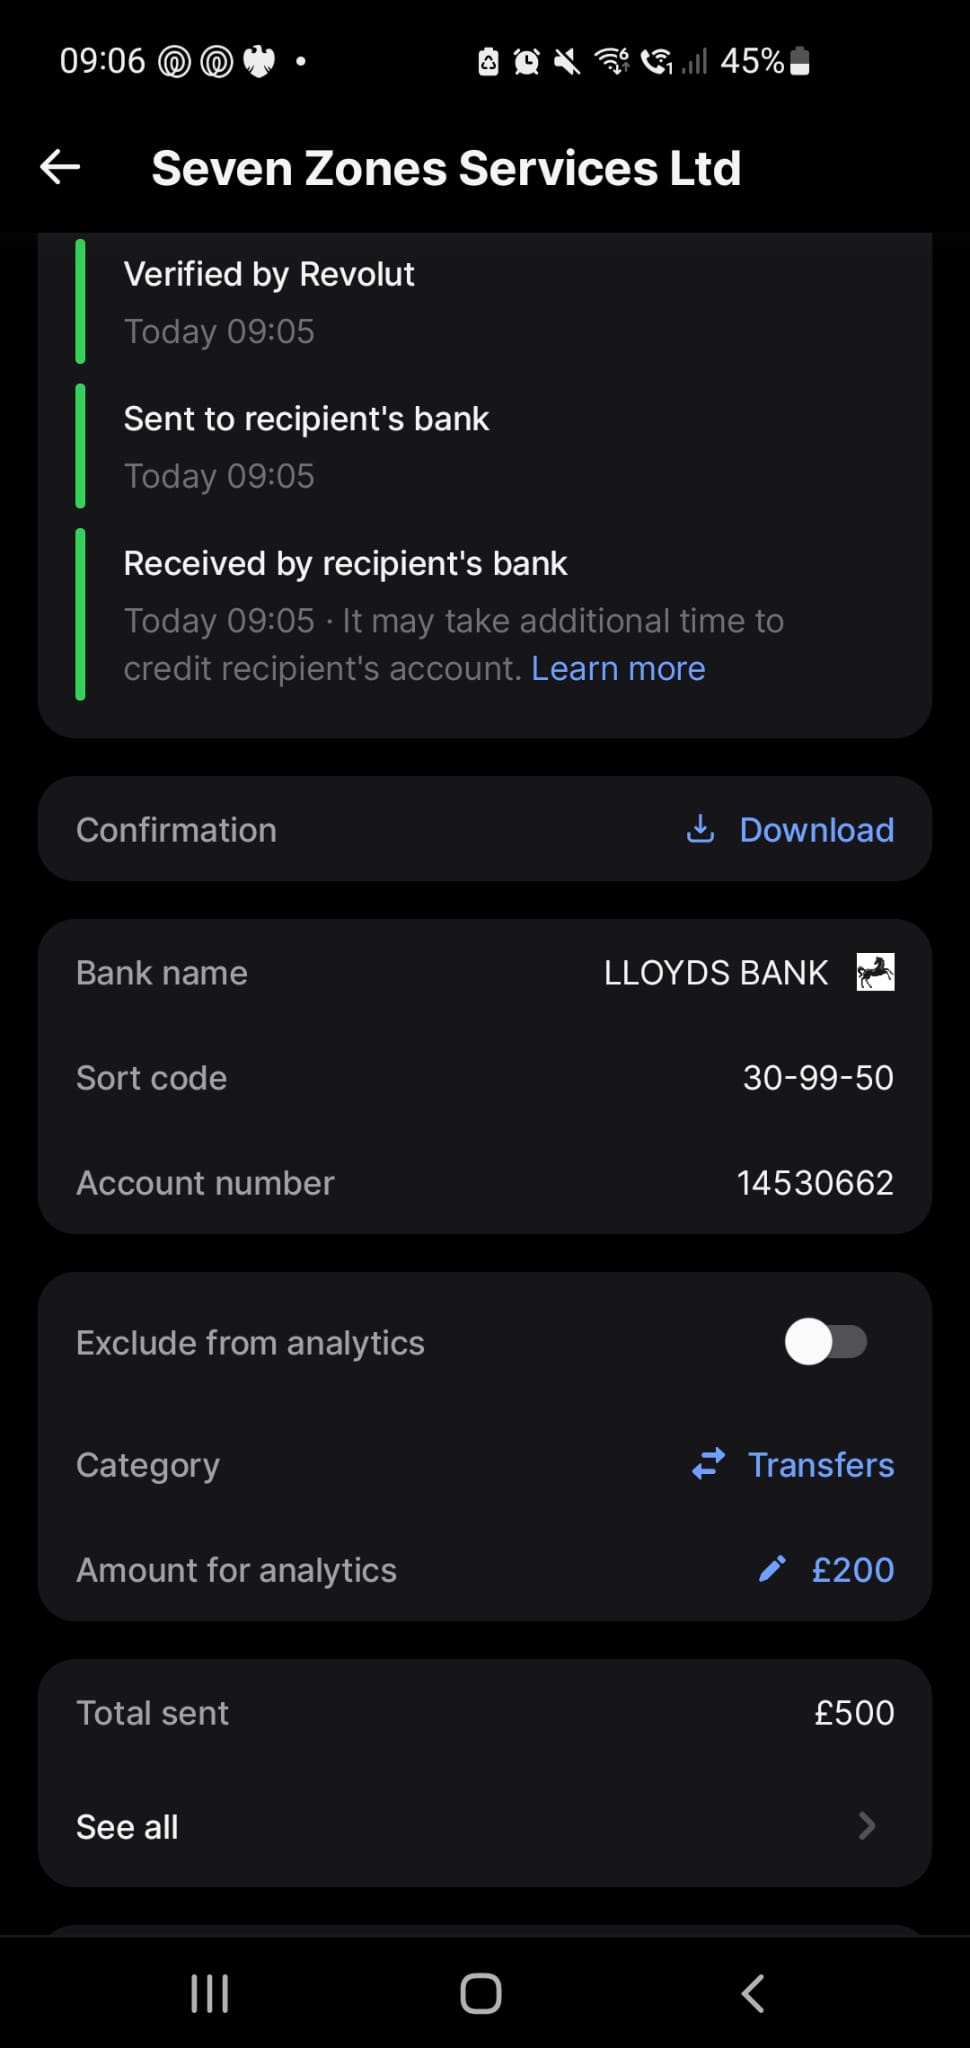 09:06
6
1
45%
Seven Zones Services Ltd
Verified by Revolut
Today 09:05
Sent to recipient's bank
Today 09:05
Received by recipient's bank
Today 09:05 · It may take additional time to
credit recipient's account. Learn more
Confirmation
Download
Bank name
LLOYDS BANK
Sort code
30-99-50
Account number
14530662
Exclude from analytics
Category
Transfers
Amount for analytics
£200
Total sent
£500
See all